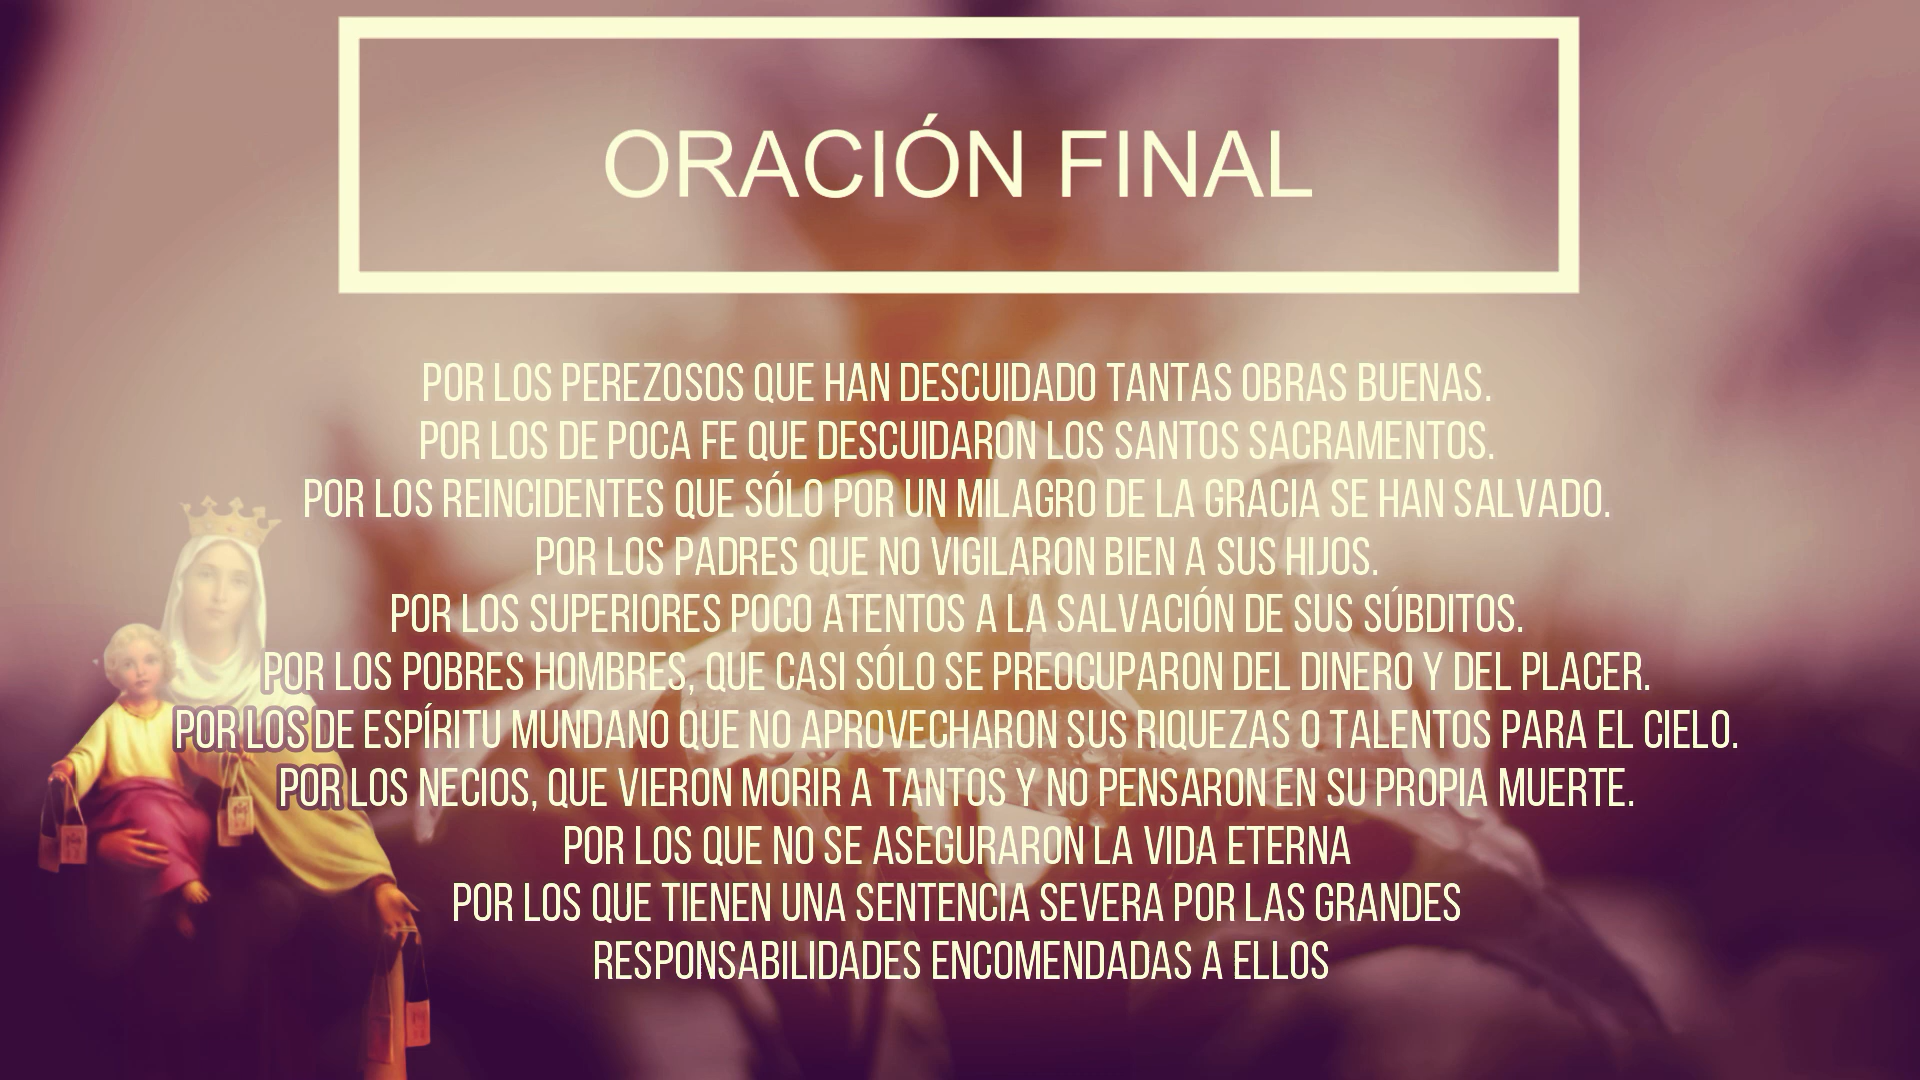 ORACIÓN FINAL
POR LOS PEREZOSOS QUE HAN DESCUIDADO TANTAS OBRAS BUENAS.
POR LOS DE POCA FE QUE DESCUIDARON LOS SANTOS SACRAMENTOS.
POR LOS REINCIDENTES QUE SÓLO POR UN MILAGRO DE LA GRACIA SE HAN SALVADO.
POR LOS PADRES QUE NO VIGILARON BIEN A SUS HIJOS.
POR LOS SUPERIORES POCO ATENTOS A LA SALVACIÓN DE SUS SÚBDITOS.
POR LOS POBRES HOMBRES, QUE CASI SÓLO SE PREOCUPARON DEL DINERO Y DEL PLACER.
POR LOS DE ESPÍRITU MUNDANO QUE NO APROVECHARON SUS RIQUEZAS O TALENTOS PARA EL CIELO.
POR LOS NECIOS, QUE VIERON MORIR A TANTOS Y NO PENSARON EN SU PROPIA MUERTE.
POR LOS QUE NO SE ASEGURARON LA VIDA ETERNA
POR LOS QUE TIENEN UNA SENTENCIA SEVERA POR LAS GRANDES
RESPONSABILIDADES ENCOMENDADAS A ELLOS